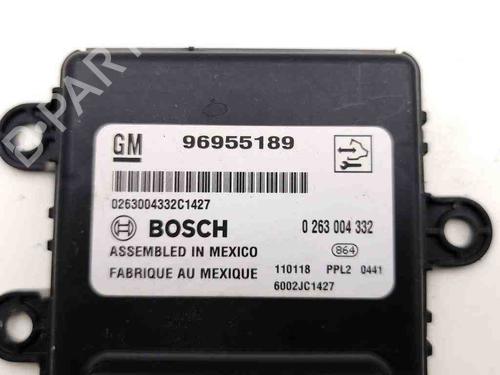 GM 96955189
0263004332C1427
BOSCH 0 263 004 332
ASSEMBLED IN MEXICO 864
FABRIQUE AU MEXIQUE 110118 PPL2 0441
6002JC1427
D-PARTS